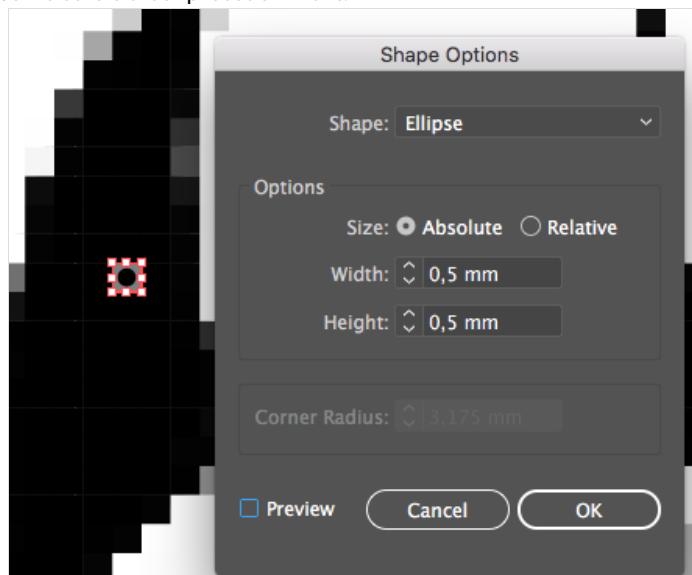 Shape Options
Shape: Ellipse
Options
Size: Absolute Relative
Width: 0,5 mm
Height: 0,5 mm
Corner Radius: 3,175 mm
Preview Cancel OK